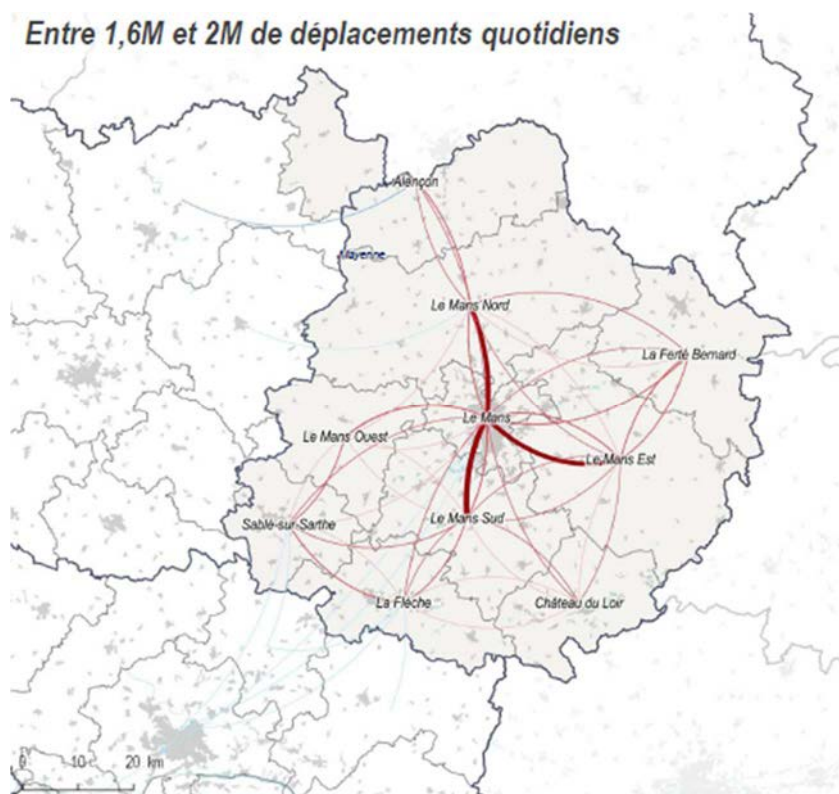 Entre 1,6M et 2M de déplacements quotidiens
Alençon
Mayenne
Le Mans Nord
La Ferté Bernard
Le Mans
Le Mans Ouest
Le Mans Est
Le Mans Sud
Sablé-sur-Sarthe
La Flèche
Château du Loir
0 10 20 km